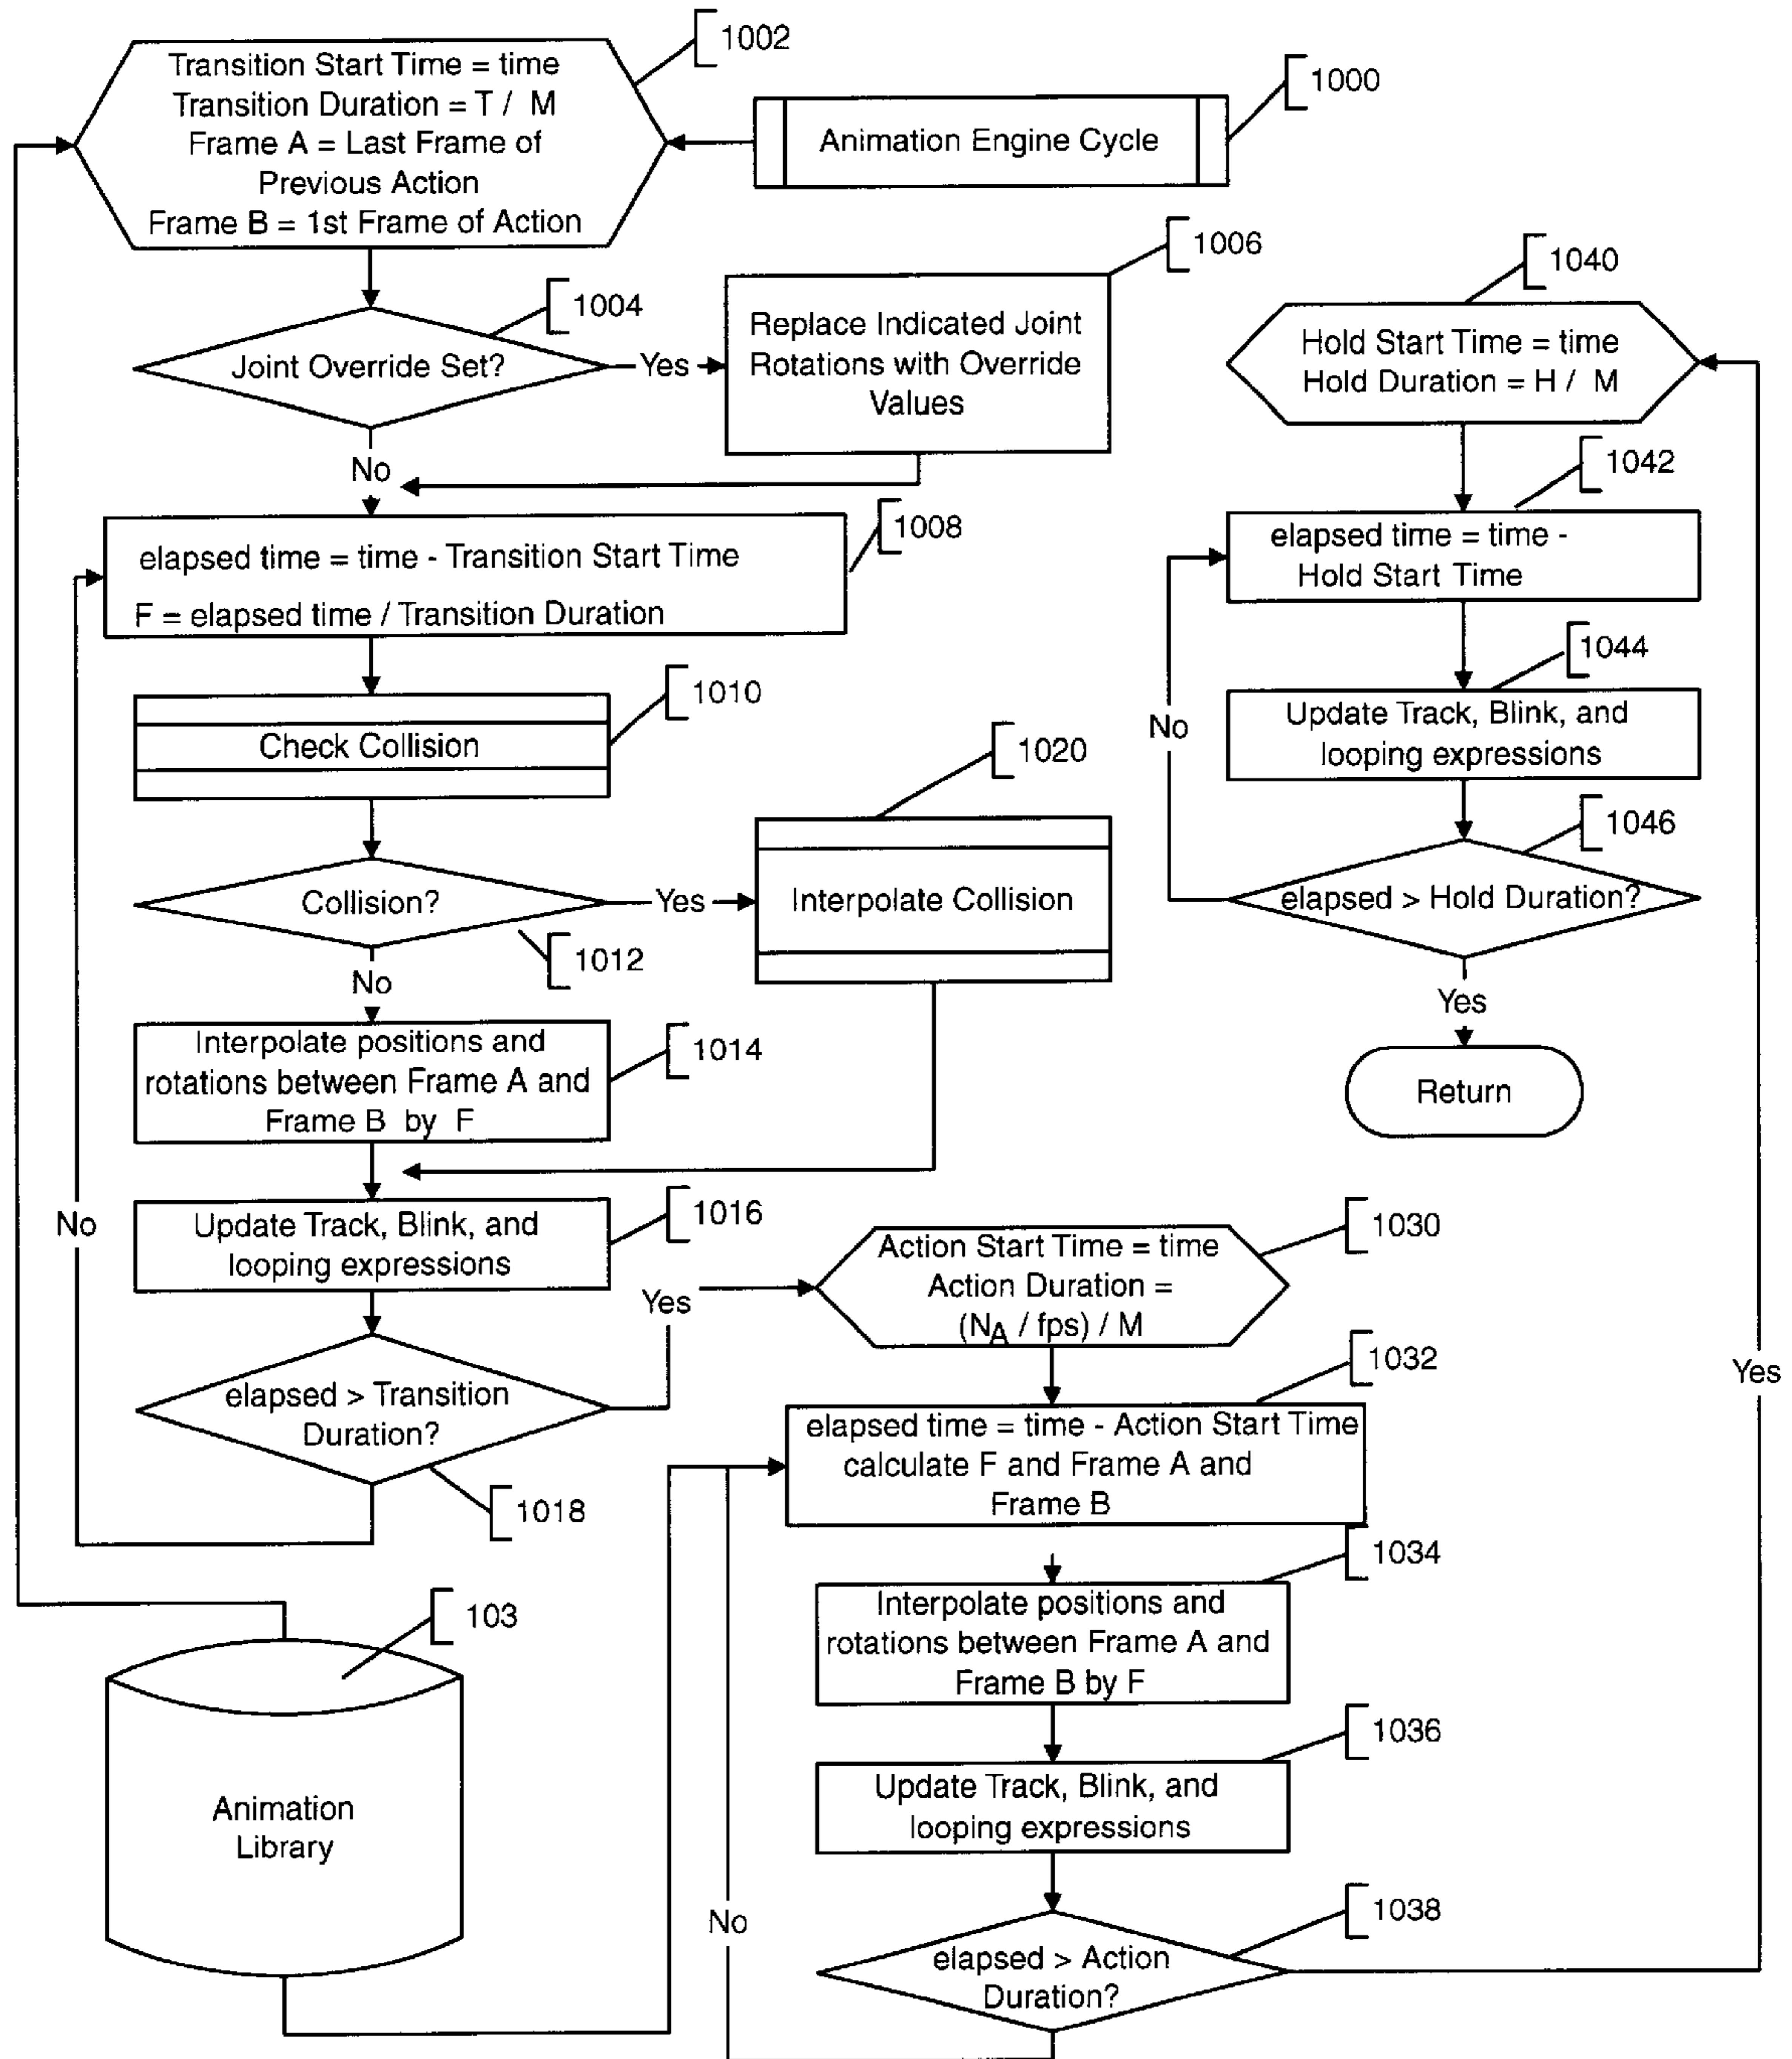 1002
Transition Start Time = time
Transition Duration = T / M
Frame A = Last Frame of
Previous Action
Frame B = 1st Frame of Action
1000
Animation Engine Cycle
1004
Joint Override Set?
Yes
No
1006
Replace Indicated Joint
Rotations with Override
Values
1008
elapsed time = time - Transition Start Time
F = elapsed time / Transition Duration
1010
Check Collision
1012
Collision?
Yes
No
1020
Interpolate Collision
1014
Interpolate positions and
rotations between Frame A and
Frame B by F
1016
Update Track, Blink, and
looping expressions
1018
elapsed > Transition
Duration?
No
Yes
103
Animation
Library
1030
Action Start Time = time
Action Duration =
(NA / fps) / M
1032
elapsed time = time - Action Start Time
calculate F and Frame A and
Frame B
1034
Interpolate positions and
rotations between Frame A and
Frame B by F
1036
Update Track, Blink, and
looping expressions
1038
elapsed > Action
Duration?
No
Yes
1040
Hold Start Time = time
Hold Duration = H / M
1042
elapsed time = time -
Hold Start Time
1044
Update Track, Blink, and
looping expressions
1046
elapsed > Hold Duration?
No
Yes
Return